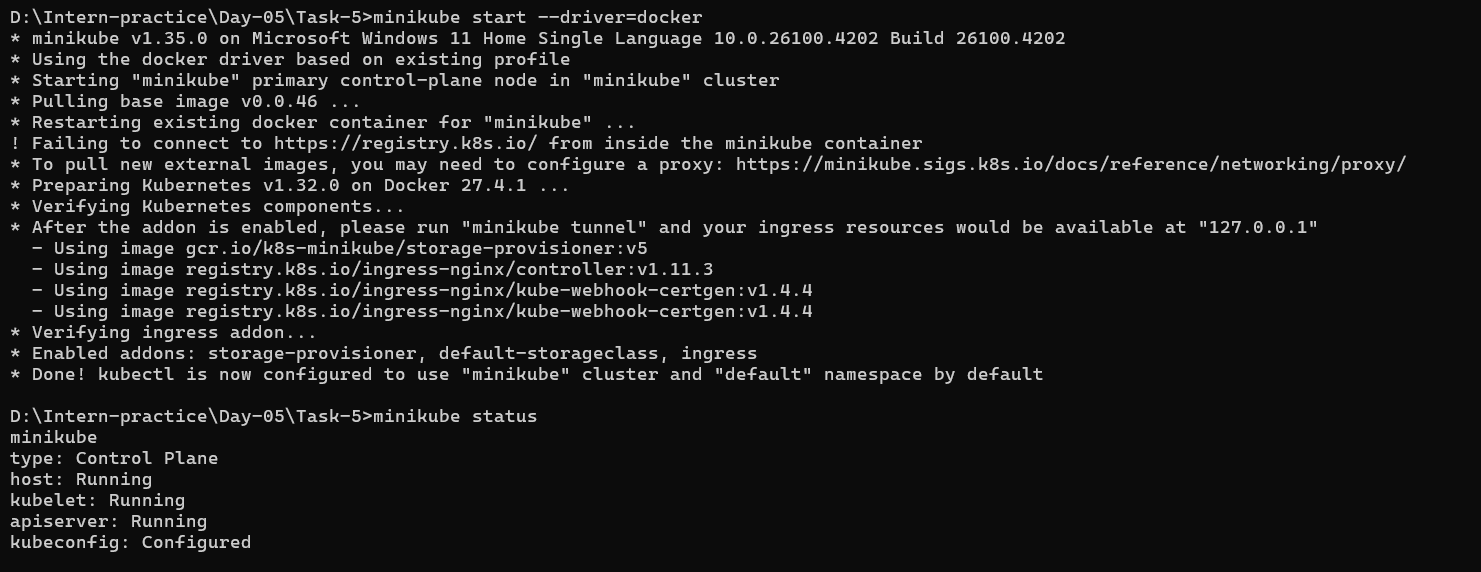 D:\Intern-practice\Day-05\Task-5>minikube start --driver=docker
* minikube v1.35.0 on Microsoft Windows 11 Home Single Language 10.0.26100.4202 Build 26100.4202
* Using the docker driver based on existing profile
* Starting "minikube" primary control-plane node in "minikube" cluster
* Pulling base image v0.0.46 ...
* Restarting existing docker container for "minikube" ...
! Failing to connect to https://registry.k8s.io/ from inside the minikube container
* To pull new external images, you may need to configure a proxy: https://minikube.sigs.k8s.io/docs/reference/networking/proxy/
* Preparing Kubernetes v1.32.0 on Docker 27.4.1 ...
* Verifying Kubernetes components...
* After the addon is enabled, please run "minikube tunnel" and your ingress resources would be available at "127.0.0.1"
  - Using image gcr.io/k8s-minikube/storage-provisioner:v5
  - Using image registry.k8s.io/ingress-nginx/controller:v1.11.3
  - Using image registry.k8s.io/ingress-nginx/kube-webhook-certgen:v1.4.4
  - Using image registry.k8s.io/ingress-nginx/kube-webhook-certgen:v1.4.4
* Verifying ingress addon...
* Enabled addons: storage-provisioner, default-storageclass, ingress
* Done! kubectl is now configured to use "minikube" cluster and "default" namespace by default
D:\Intern-practice\Day-05\Task-5>minikube status
minikube
type: Control Plane
host: Running
kubelet: Running
apiserver: Running
kubeconfig: Configured